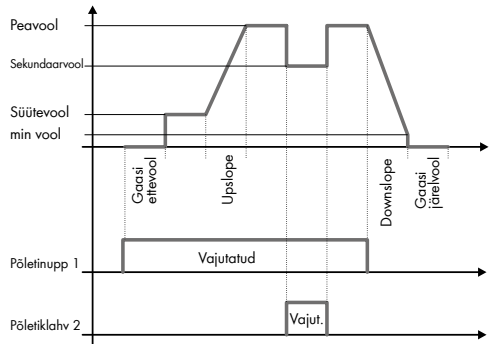 Peavool
Sekundaarvool
Süütevool
min vool
Gaasi
ettevool
Upslope
Downslope
Gaasi
järelvool
Põletinupp 1
Vajutatud
Põletiklahv 2
Vajut.